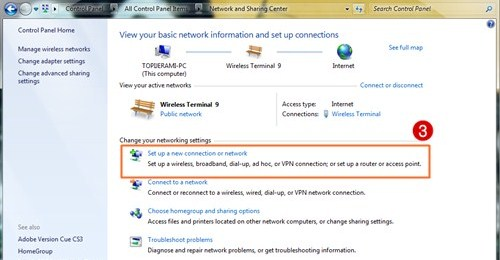 Control Panel ▸ All Control Panel Items ▸ Network and Sharing Center
Search Control Panel
Control Panel Home
Manage wireless networks
Change adapter settings
Change advanced sharing settings
See also
Adobe Version Cue CS3
HomeGroup
View your basic network information and set up connections
See full map
TOPIJERAMI-PC
(This computer)
Wireless Terminal 9
Internet
View your active networks
Connect or disconnect
Wireless Terminal 9
Public network
Access type: Internet
Connections: Wireless Terminal
3
Change your networking settings
Set up a new connection or network
Set up a wireless, broadband, dial-up, ad hoc, or VPN connection; or set up a router or access point.
Connect to a network
Connect or reconnect to a wireless, wired, dial-up, or VPN network connection.
Choose homegroup and sharing options
Access files and printers located on other network computers, or change sharing settings.
Troubleshoot problems
Diagnose and repair network problems, or get troubleshooting information.